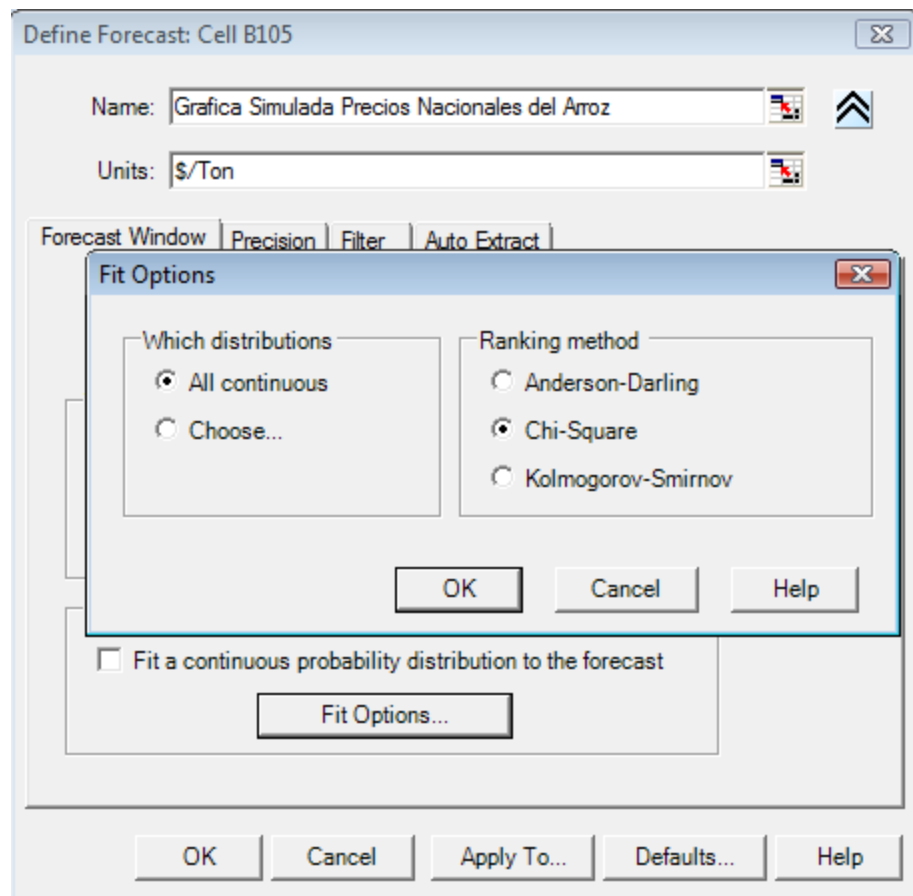 Define Forecast: Cell B105
Name: Grafica Simulada Precios Nacionales del Arroz
Units: $/Ton
Forecast Window Precision Filter Auto Extract
Fit Options
Which distributions Ranking method
All continuous Anderson-Darling
Choose... Chi-Square
Kolmogorov-Smirnov
OK Cancel Help
Fit a continuous probability distribution to the forecast
Fit Options...
OK Cancel Apply To... Defaults... Help